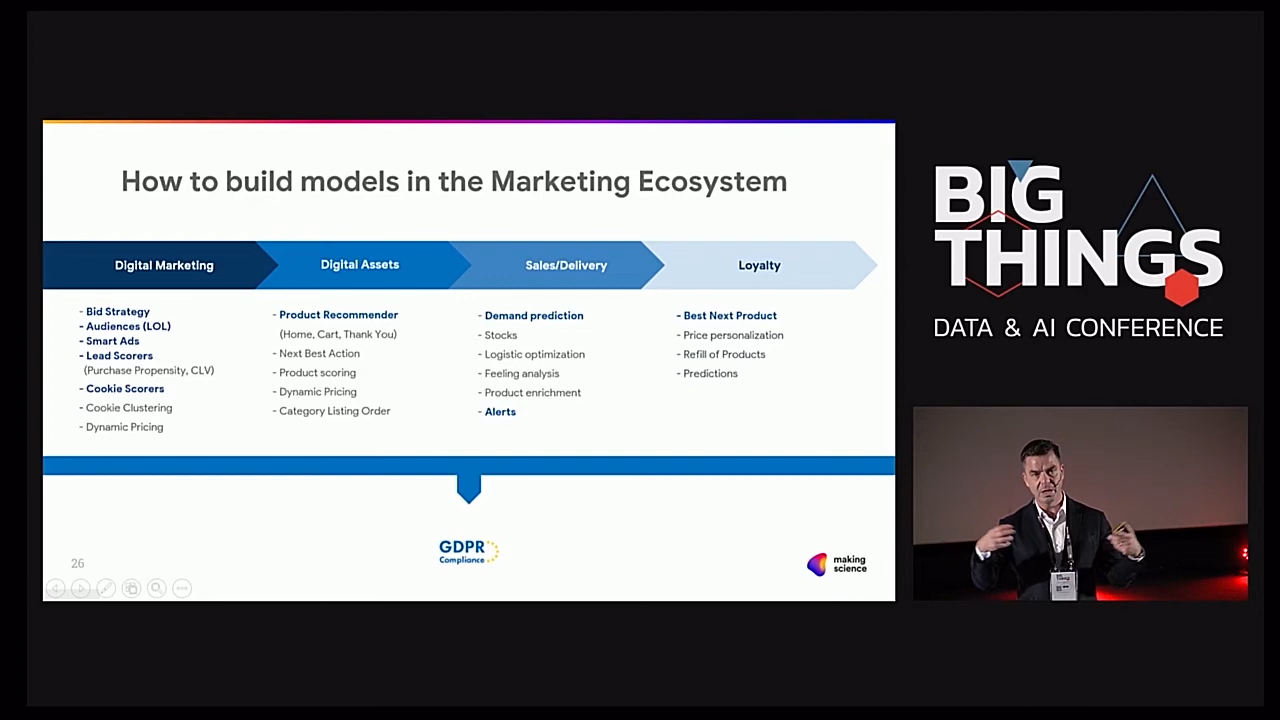 How to build models in the Marketing Ecosystem
Digital Marketing
Digital Assets
Sales/Delivery
Loyalty
- Bid Strategy
- Audiences (LOL)
- Smart Ads
- Lead Scorers
(Purchase Propensity, CLV)
- Cookie Scorers
- Cookie Clustering
- Dynamic Pricing
- Product Recommender
(Home, Cart, Thank You)
- Next Best Action
- Product scoring
- Dynamic Pricing
- Category Listing Order
- Demand prediction
- Stocks
- Logistic optimization
- Feeling analysis
- Product enrichment
- Alerts
- Best Next Product
- Price personalization
- Refill of Products
- Predictions
GDPR
Compliance
26
making
science
BIG
THINGS
DATA & AI CONFERENCE